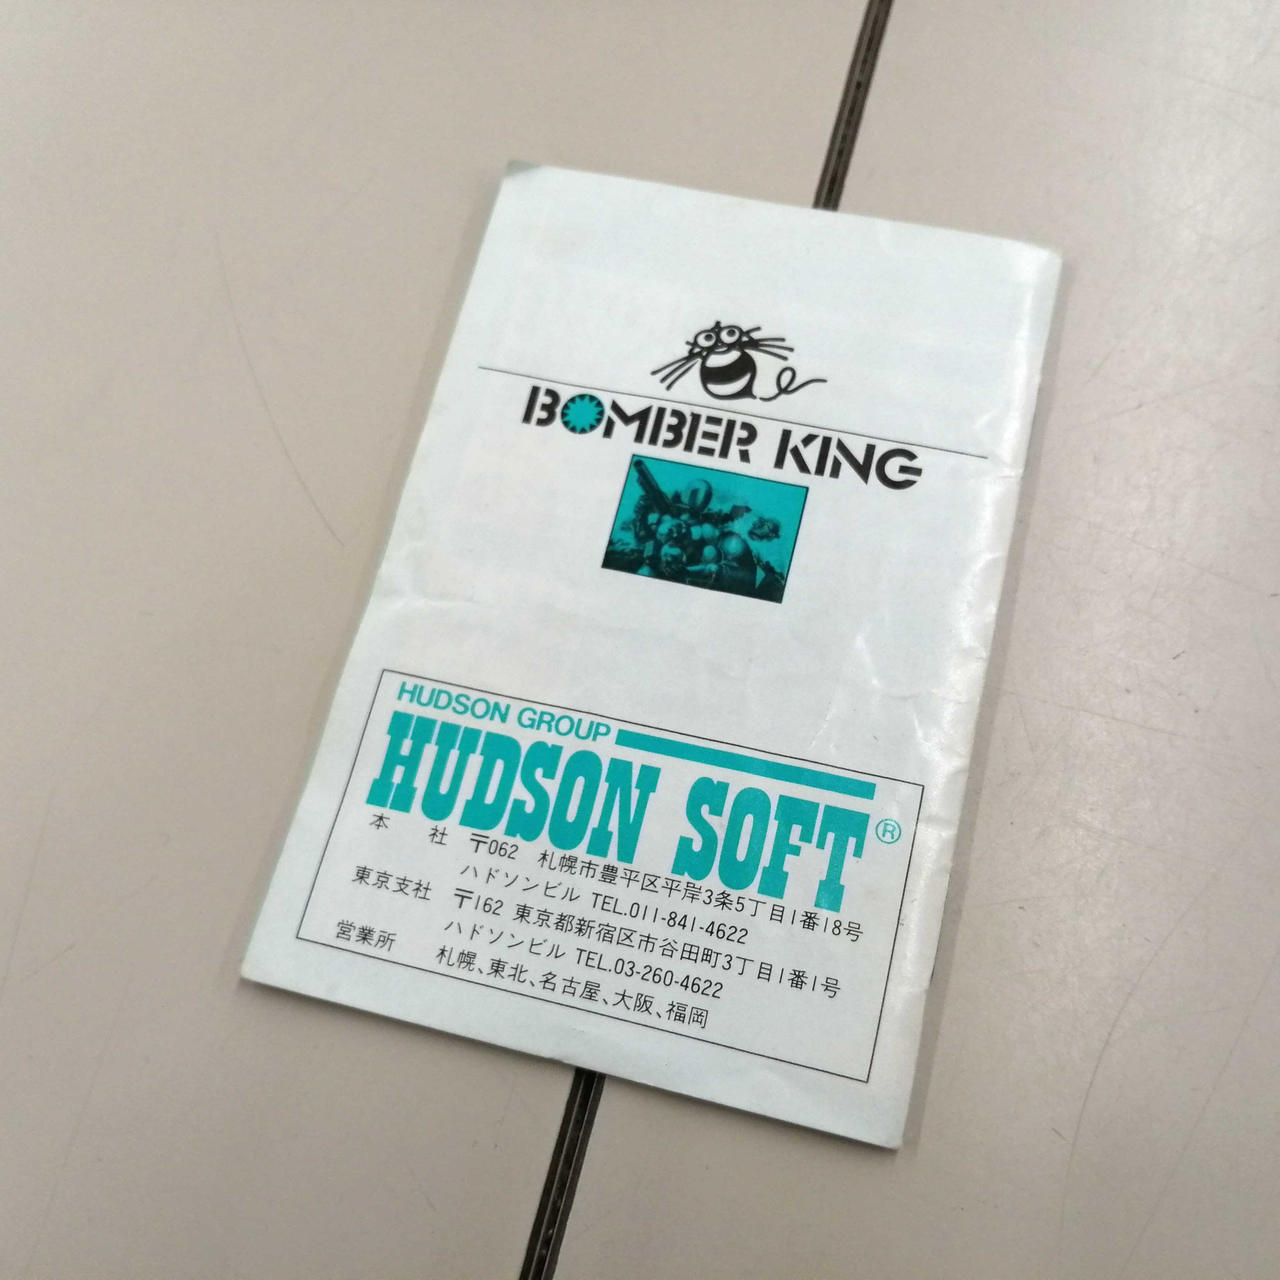 BOMBER KING
HUDSON GROUP
HUDSON SOFT®
本 社 〒062 札幌市豊平区平岸3条5丁目1番18号
ハドソンビル TEL.011-841-4622
東京支社 〒162 東京都新宿区市谷田町3丁目1番1号
ハドソンビル TEL.03-260-4622
営業所 札幌、東北、名古屋、大阪、福岡